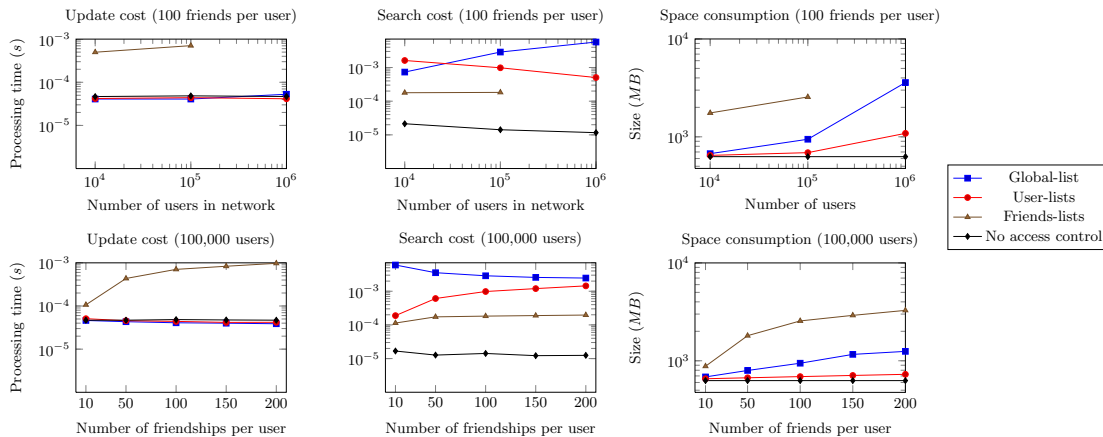 Update cost (100 friends per user)
Search cost (100 friends per user)
Space consumption (100 friends per user)
Processing time (s)
10^−3
10^−4
10^−5
10^4
10^5
10^6
Number of users in network
10^−3
10^−4
10^−5
10^4
10^5
10^6
Number of users in network
Size (MB)
10^4
10^3
10^4
10^5
10^6
Number of users
Global-list
User-lists
Friends-lists
No access control
Update cost (100,000 users)
Search cost (100,000 users)
Space consumption (100,000 users)
Processing time (s)
10^−3
10^−4
10^−5
10 50 100 150 200
Number of friendships per user
10^−3
10^−4
10^−5
10 50 100 150 200
Number of friendships per user
Size (MB)
10^4
10^3
10 50 100 150 200
Number of friends per user